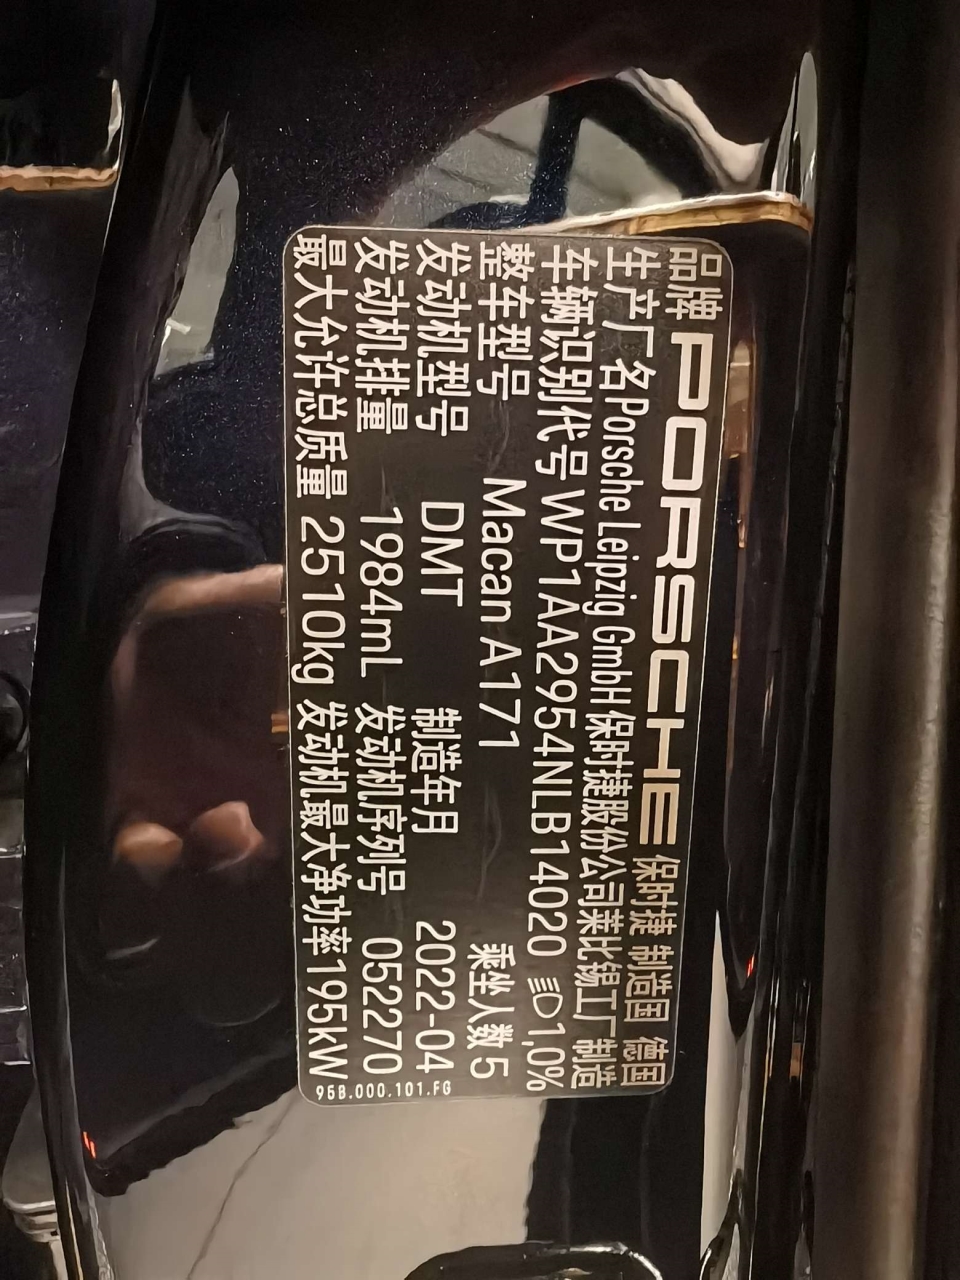 品牌 PORSCHE 保时捷 制造国 德国
生产厂名Porsche Leipzig GmbH 保时捷股份公司莱比锡工厂制造
车辆识别代号 WP1AA2954NLB14020 1,0%
整车型号 Macan A171 乘坐人数 5
发动机型号 DMT 制造年月 2022-04
发动机排量 1984mL 发动机序列号 052270
最大允许总质量 2510kg 发动机最大净功率195kW
95B.000.101.FG